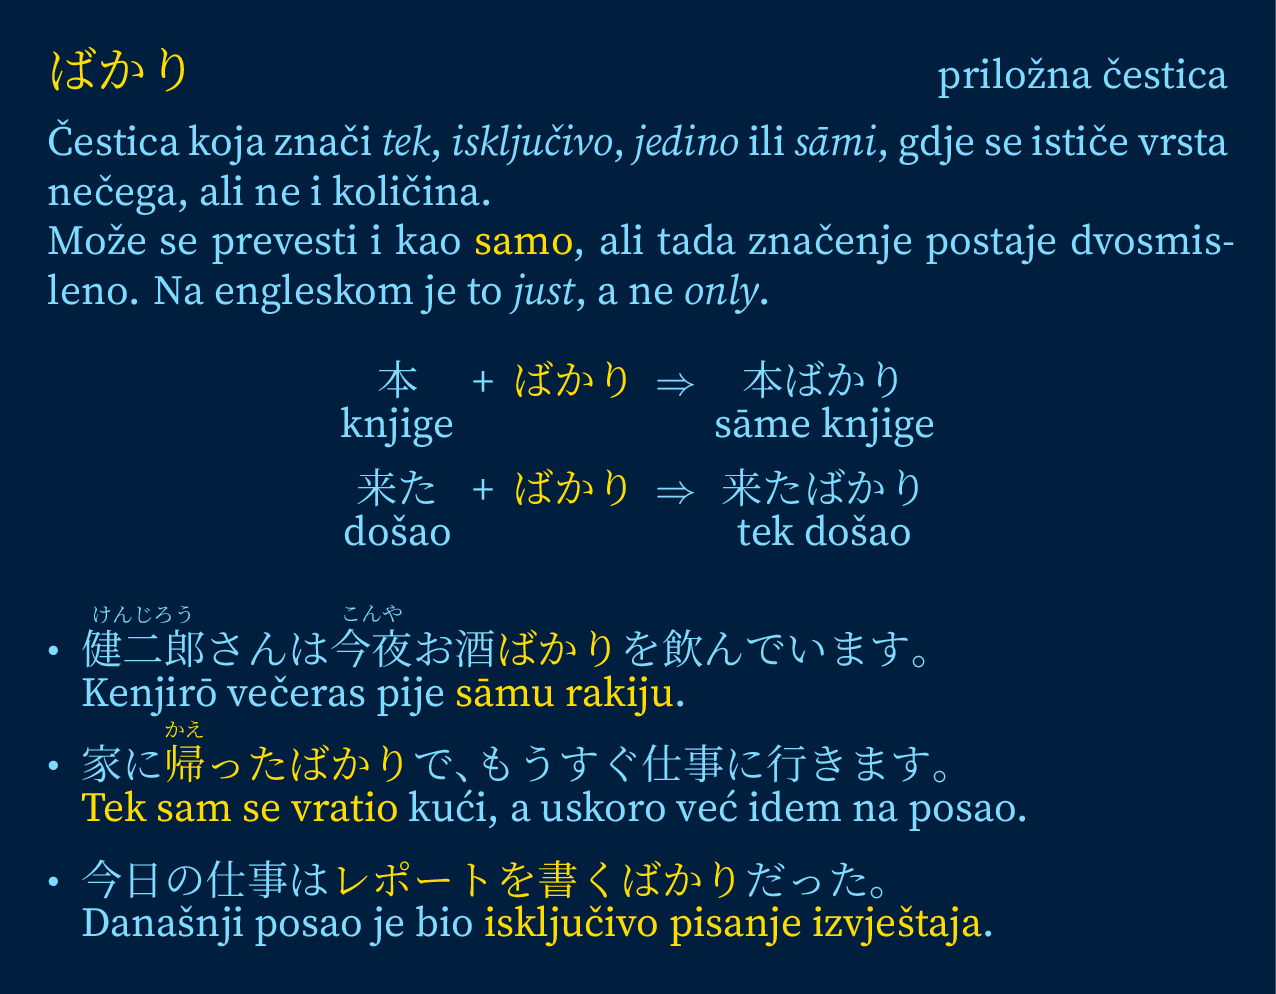 ばかり priložna čestica
Čestica koja znači tek, isključivo, jedino ili sāmi, gdje se ističe vrsta
nečega, ali ne i količina.
Može se prevesti i kao samo, ali tada značenje postaje dvosmis-
leno. Na engleskom je to just, a ne only.
本 + ばかり ⇒ 本ばかり
knjige sāme knjige
来た + ばかり ⇒ 来たばかり
došao tek došao
けんじろう こんや
• 健二郎さんは今夜お酒ばかりを飲んでいます。
Kenjirō večeras pije sāmu rakiju.
かえ
• 家に帰ったばかりで、もうすぐ仕事に行きます。
Tek sam se vratio kući, a uskoro već idem na posao.
• 今日の仕事はレポートを書くばかりだった。
Današnji posao je bio isključivo pisanje izvještaja.